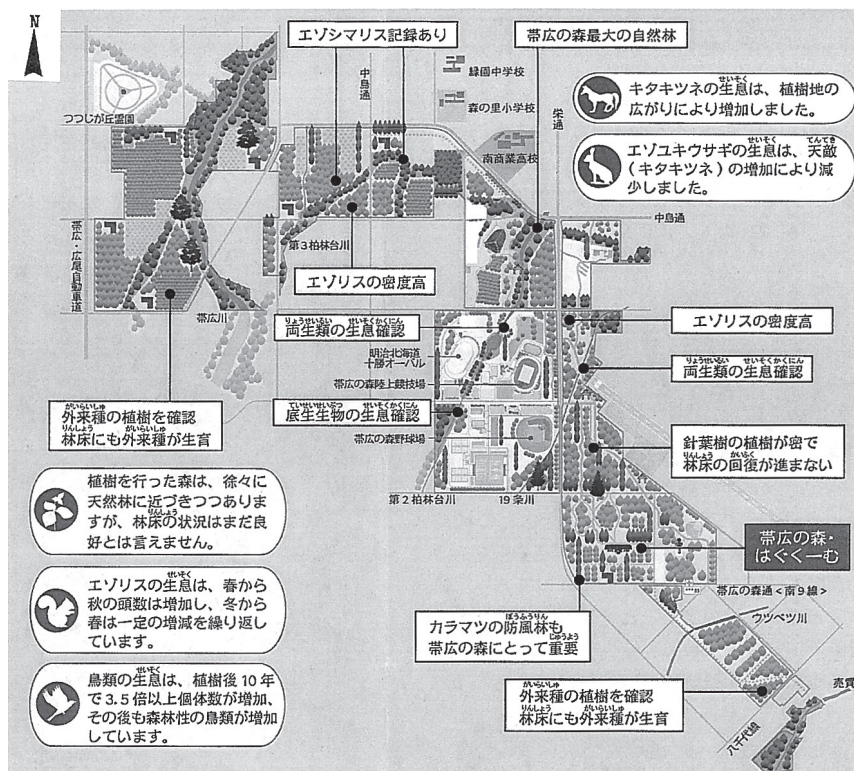 N
エゾシマリス記録あり
帯広の森最大の自然林
中島通
緑園中学校
森の里小学校
栄通
つつじが丘霊園
南商業高校
キタキツネの生息は、植樹地の
広がりにより増加しました。
エゾユキウサギの生息は、天敵
(キタキツネ)の増加により減
少しました。
中島通
帯広・広尾自動車道
第3柏林台川
エゾリスの密度高
帯広川
両生類の生息確認
エゾリスの密度高
明治北海道
十勝オーバル
両生類の生息確認
帯広の森陸上競技場
外来種の植樹を確認
林床にも外来種が生育
底生生物の生息確認
帯広の森野球場
針葉樹の植樹が密で
林床の回復が進まない
第2柏林台川
19条川
植樹を行った森は、徐々に
天然林に近づきつつあります
が、林床の状況はまだ良
好とは言えません。
帯広の森・
はぐくーむ
エゾリスの生息は、春から
秋の頭数は増加し、冬から
春は一定の増減を繰り返し
ています。
帯広の森通<南9線>
カラマツの防風林も
帯広の森にとって重要
ウツベツ川
鳥類の生息は、植樹後10年
で3.5倍以上個体数が増加、
その後も森林性の鳥類が増加
しています。
外来種の植樹を確認
林床にも外来種が生育
売買
八千代線